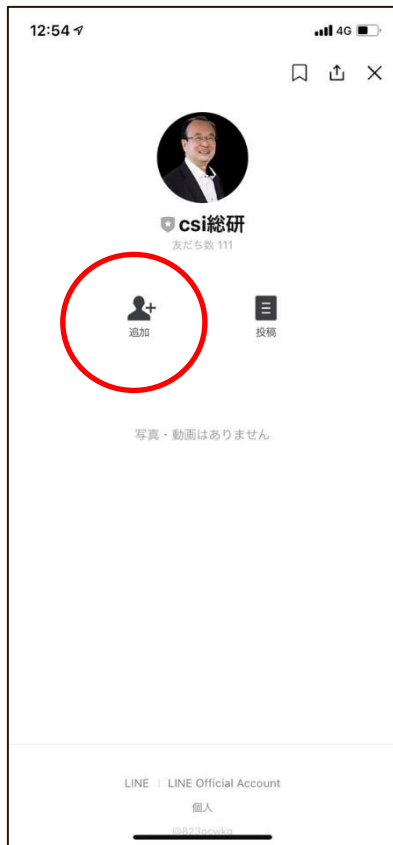 12:54
4G
csi総研
友だち数 111
追加
投稿
写真・動画はありません
LINE
LINE Official Account
個人